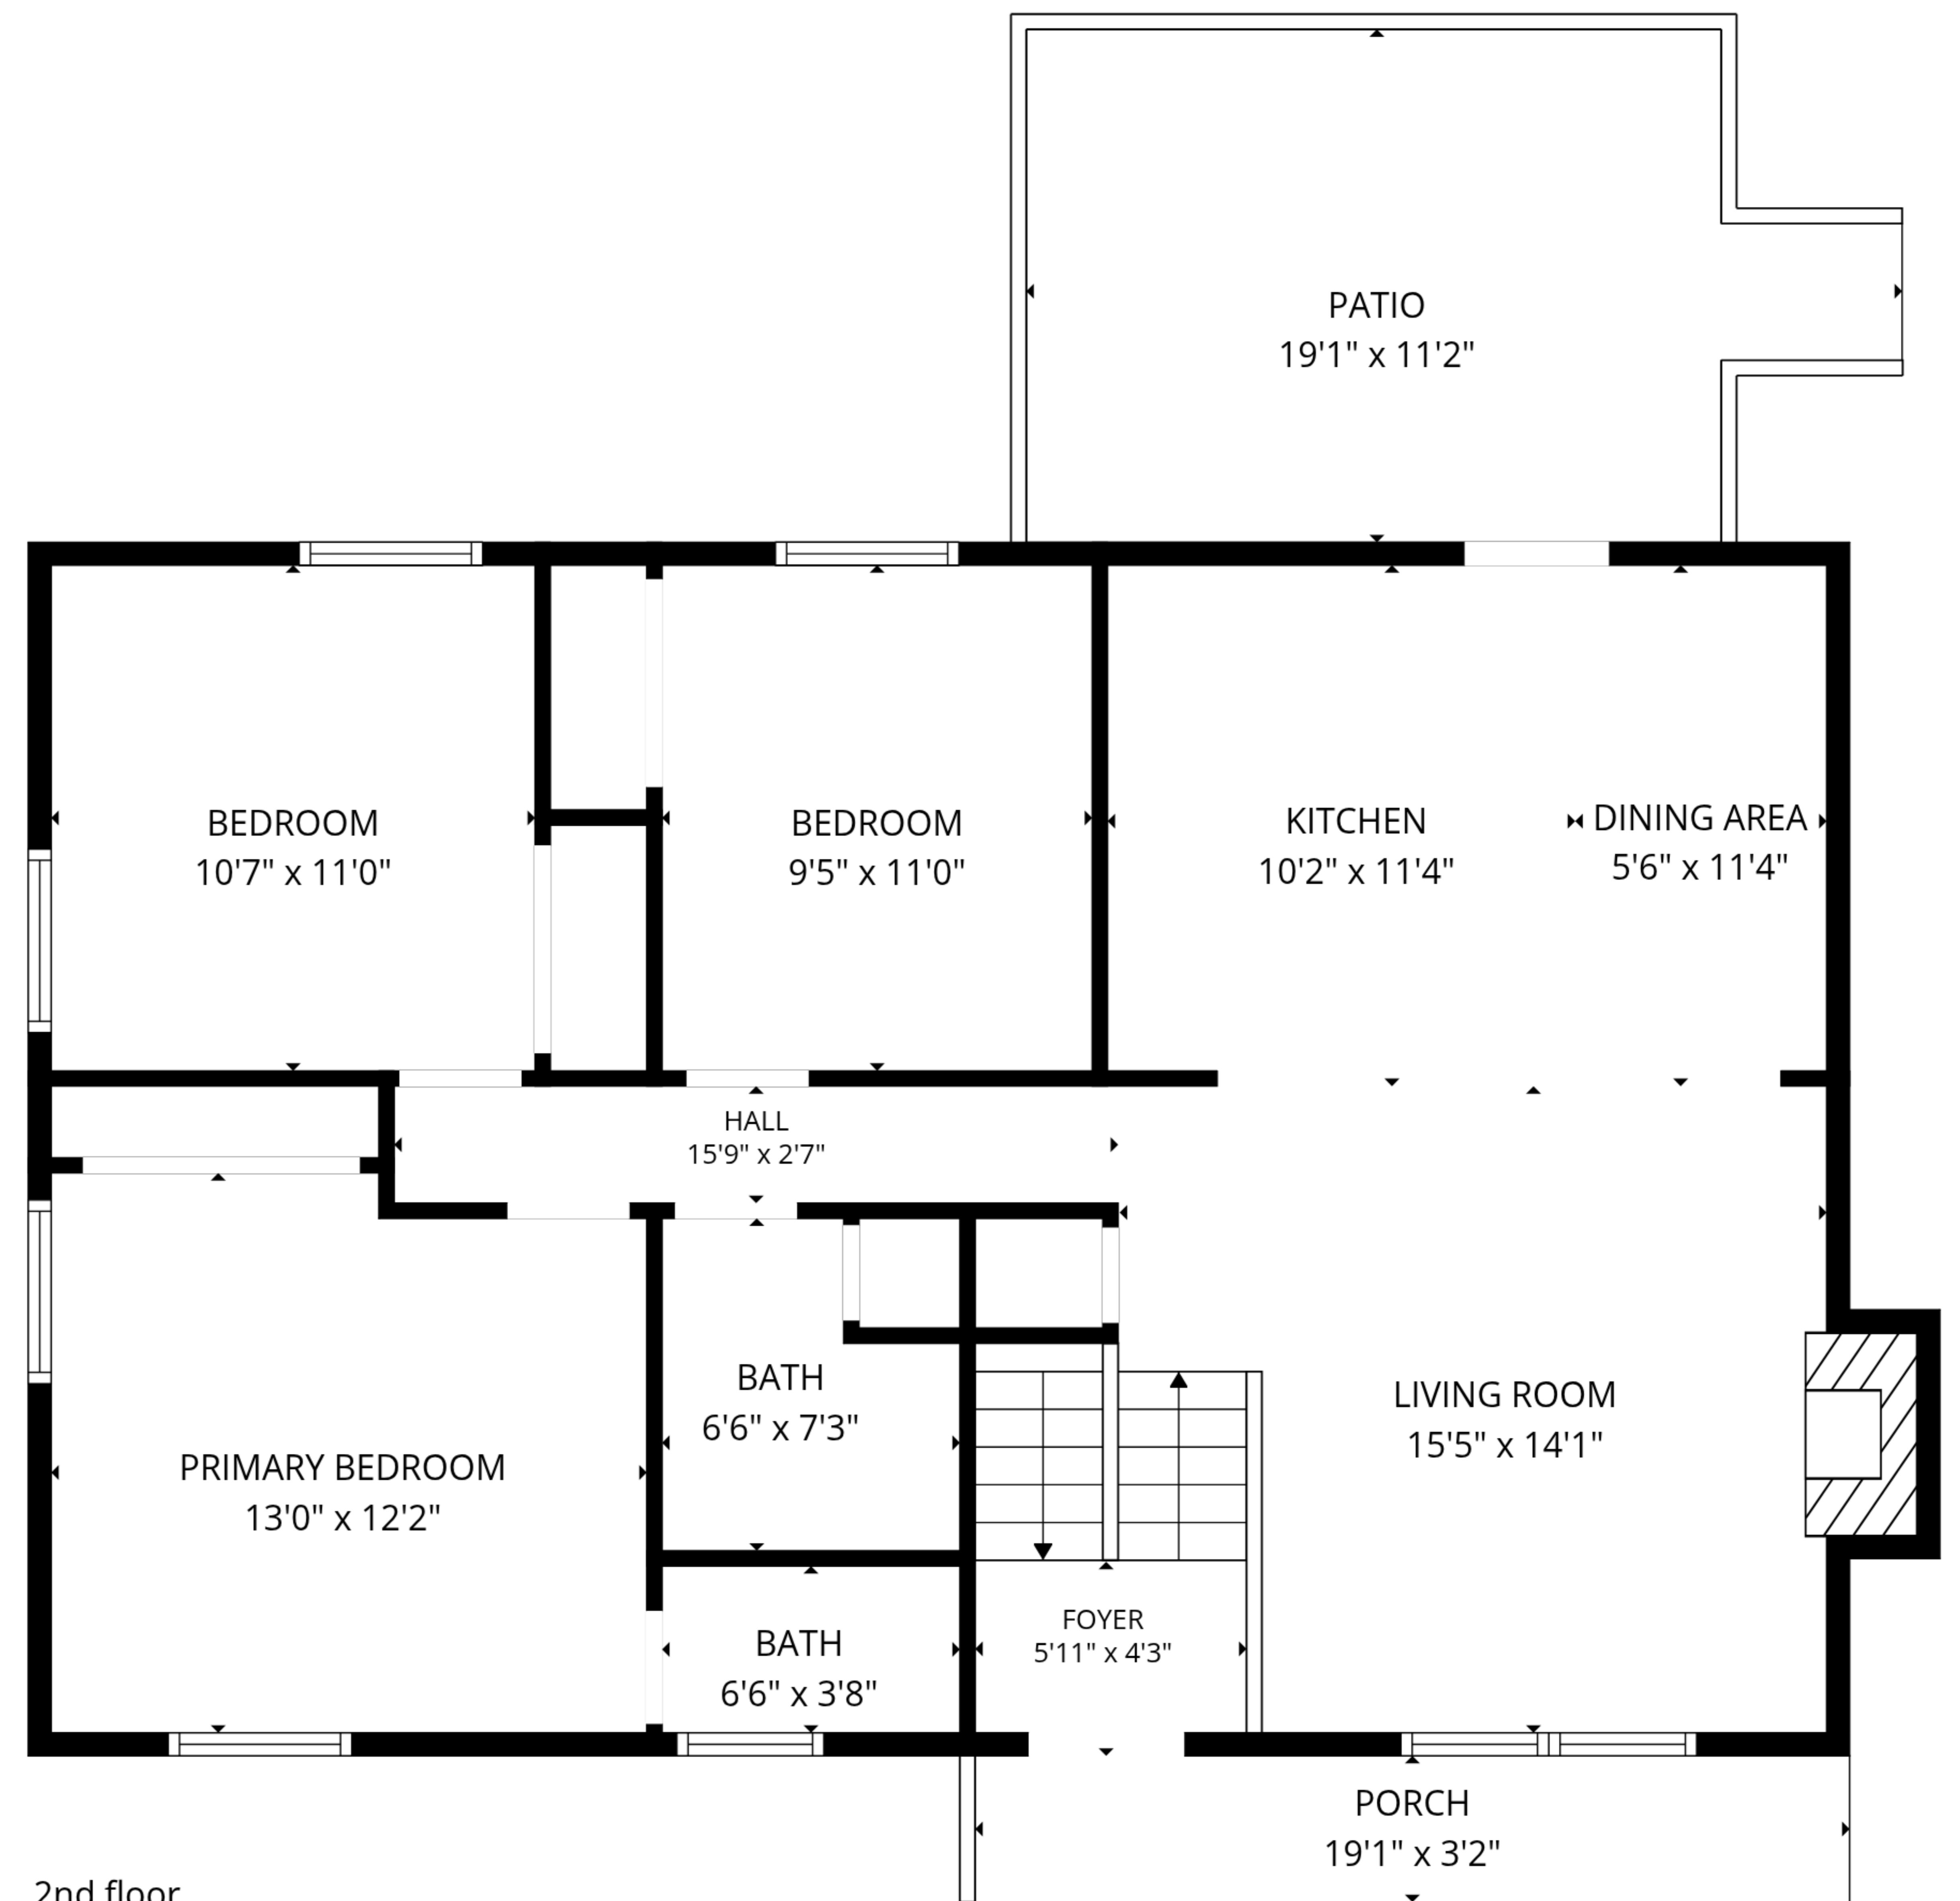 PATIO
19'1" x 11'2"
BEDROOM
10'7" x 11'0"
BEDROOM
9'5" x 11'0"
KITCHEN
10'2" x 11'4"
DINING AREA
5'6" x 11'4"
HALL
15'9" x 2'7"
BATH
6'6" x 7'3"
LIVING ROOM
15'5" x 14'1"
PRIMARY BEDROOM
13'0" x 12'2"
FOYER
5'11" x 4'3"
BATH
6'6" x 3'8"
PORCH
19'1" x 3'2"
2nd floor